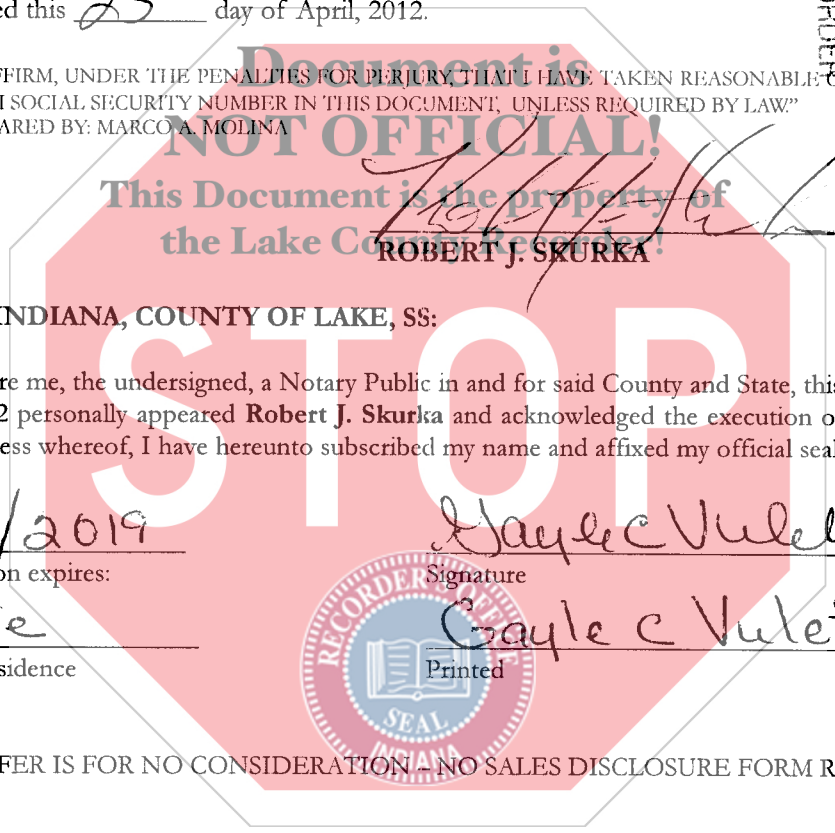 ed this 23 day of April, 2012.
Document is
FFIRM, UNDER THE PENALTIES FOR PERJURY, THAT I HAVE TAKEN REASONABLE
I SOCIAL SECURITY NUMBER IN THIS DOCUMENT, UNLESS REQUIRED BY LAW."
ARED BY: MARCO A. MOLINA
NOT OFFICIAL!
This Document is the property of
the Lake County Recorder!
ROBERT J. SKURKA
INDIANA, COUNTY OF LAKE, SS:
STOP
re me, the undersigned, a Notary Public in and for said County and State, this
2 personally appeared Robert J. Skurka and acknowledged the execution o
ess whereof, I have hereunto subscribed my name and affixed my official seal
/2019 Gayle C Vulet
on expires: Signature
e Gayle C Vulet
sidence Printed
RECORDER'S OFFICE
SEAL
INDIANA
FER IS FOR NO CONSIDERATION – NO SALES DISCLOSURE FORM R